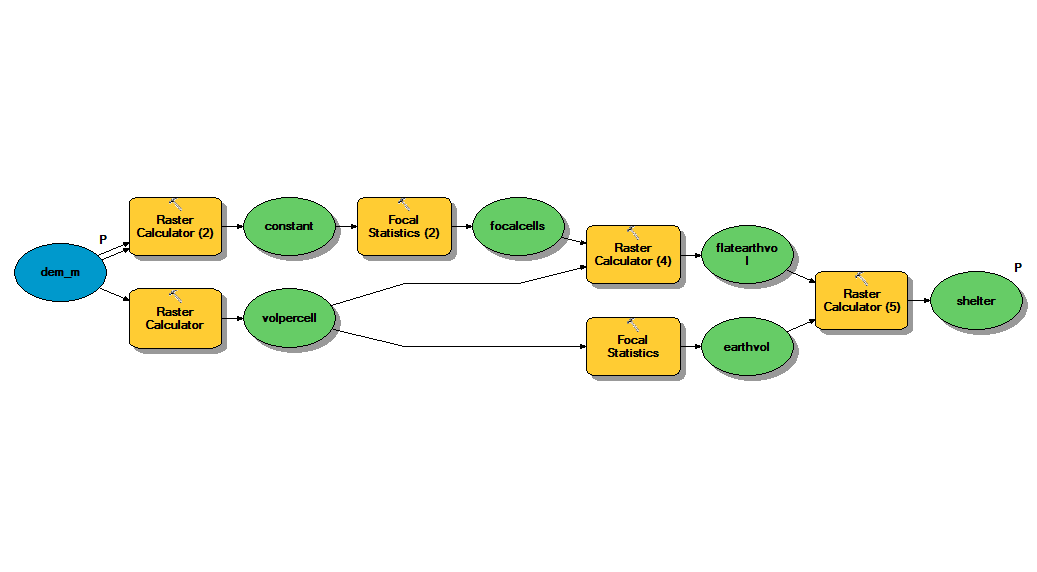 P
dem_m
Raster
Calculator (2)
constant
Focal
Statistics (2)
focalcells
Raster
Calculator
volpercell
Raster
Calculator (4)
flatearthvo
l
Focal
Statistics
earthvol
Raster
Calculator (5)
P
shelter